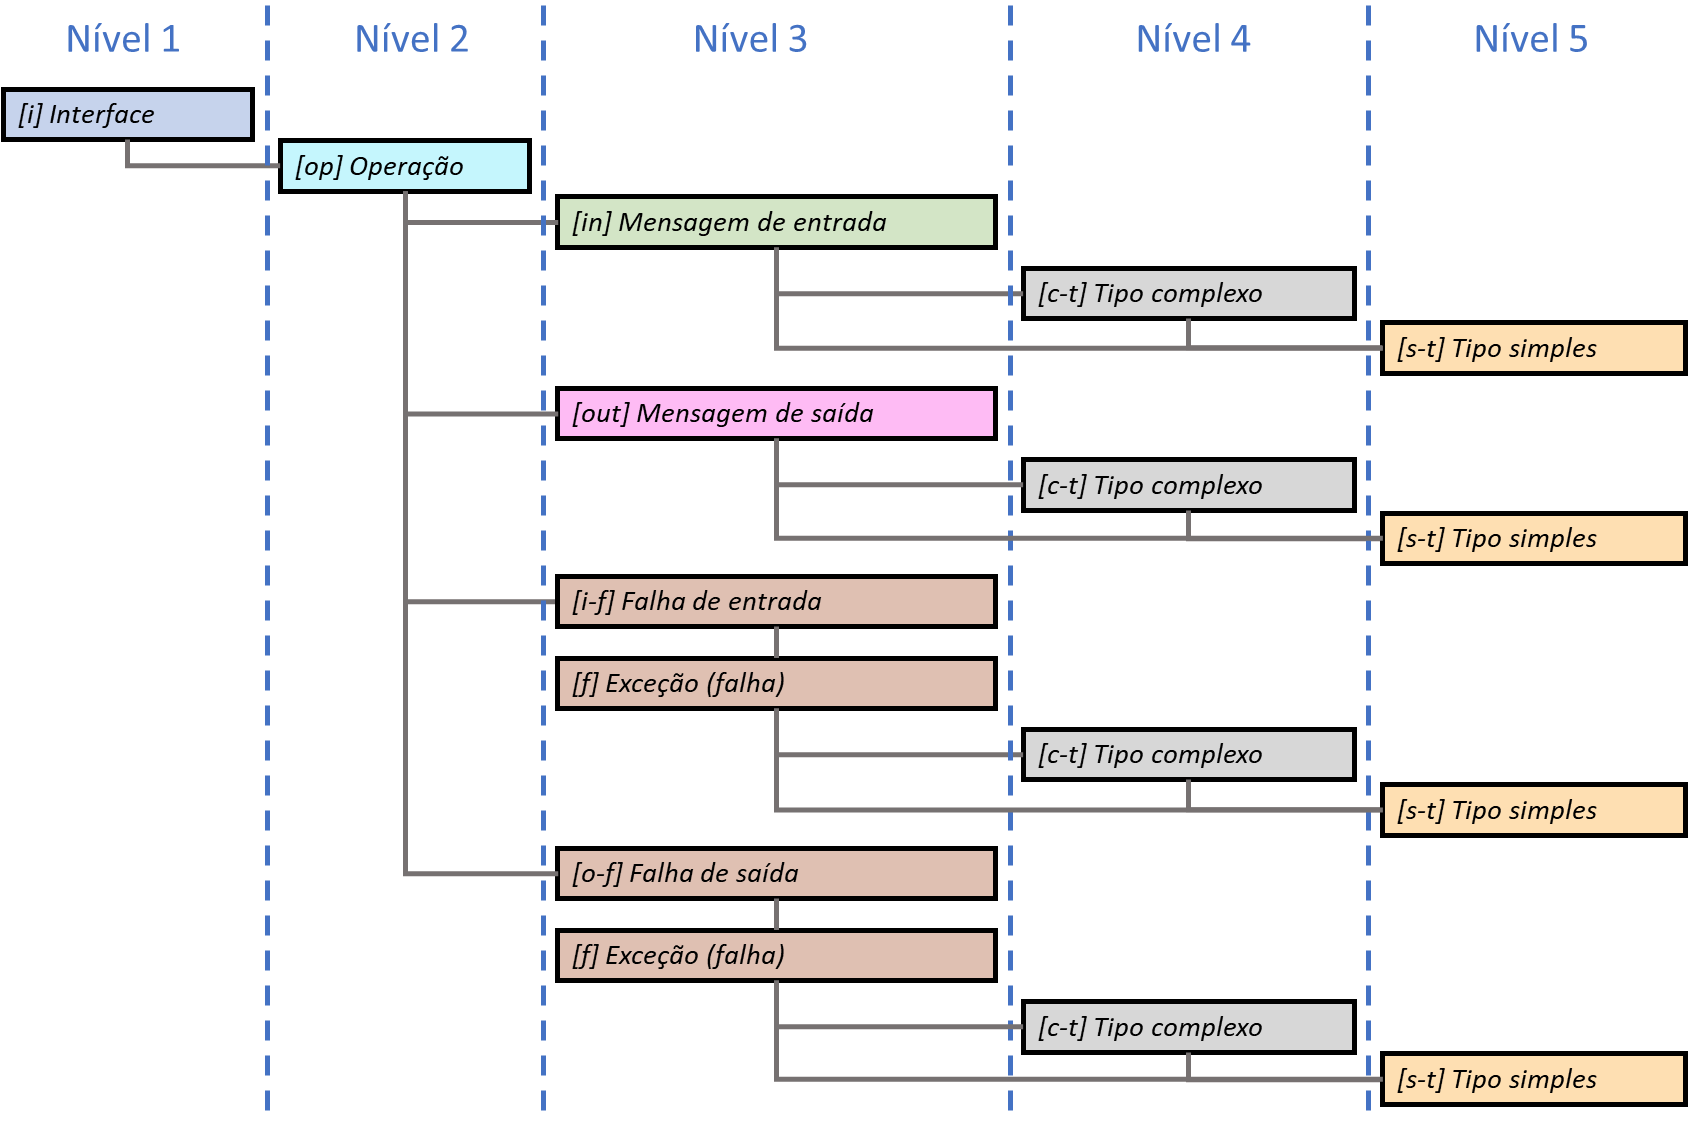 Nível 1
Nível 2
Nível 3
Nível 4
Nível 5
[i] Interface
[op] Operação
[in] Mensagem de entrada
[c-t] Tipo complexo
[s-t] Tipo simples
[out] Mensagem de saída
[c-t] Tipo complexo
[s-t] Tipo simples
[i-f] Falha de entrada
[f] Exceção (falha)
[c-t] Tipo complexo
[s-t] Tipo simples
[o-f] Falha de saída
[f] Exceção (falha)
[c-t] Tipo complexo
[s-t] Tipo simples